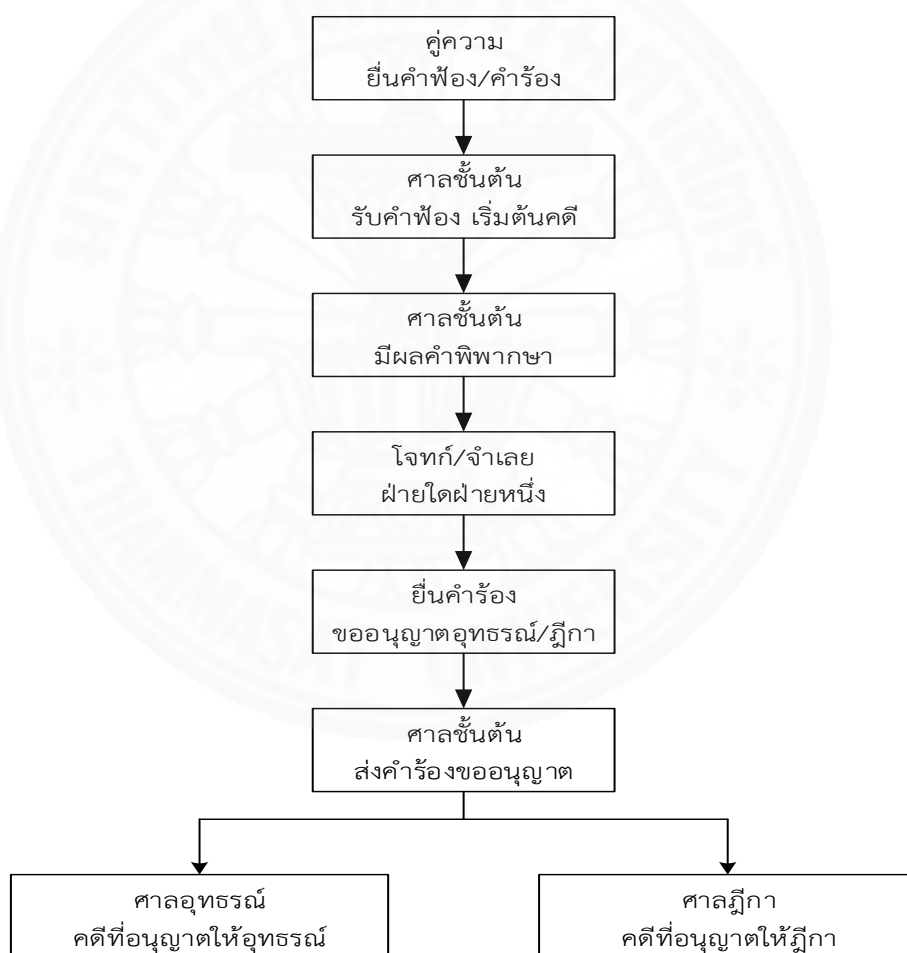 คู่ความ
ยื่นคำฟ้อง/คำร้อง
ศาลชั้นต้น
รับคำฟ้อง เริ่มต้นคดี
ศาลชั้นต้น
มีผลคำพิพากษา
โจทก์/จำเลย
ฝ่ายใดฝ่ายหนึ่ง
ยื่นคำร้อง
ขออนุญาตอุทธรณ์/ฎีกา
ศาลชั้นต้น
ส่งคำร้องขออนุญาต
ศาลอุทธรณ์
คดีที่อนุญาตให้อุทธรณ์
ศาลฎีกา
คดีที่อนุญาตให้ฎีกา
THAMMASAT UNIVERSITY